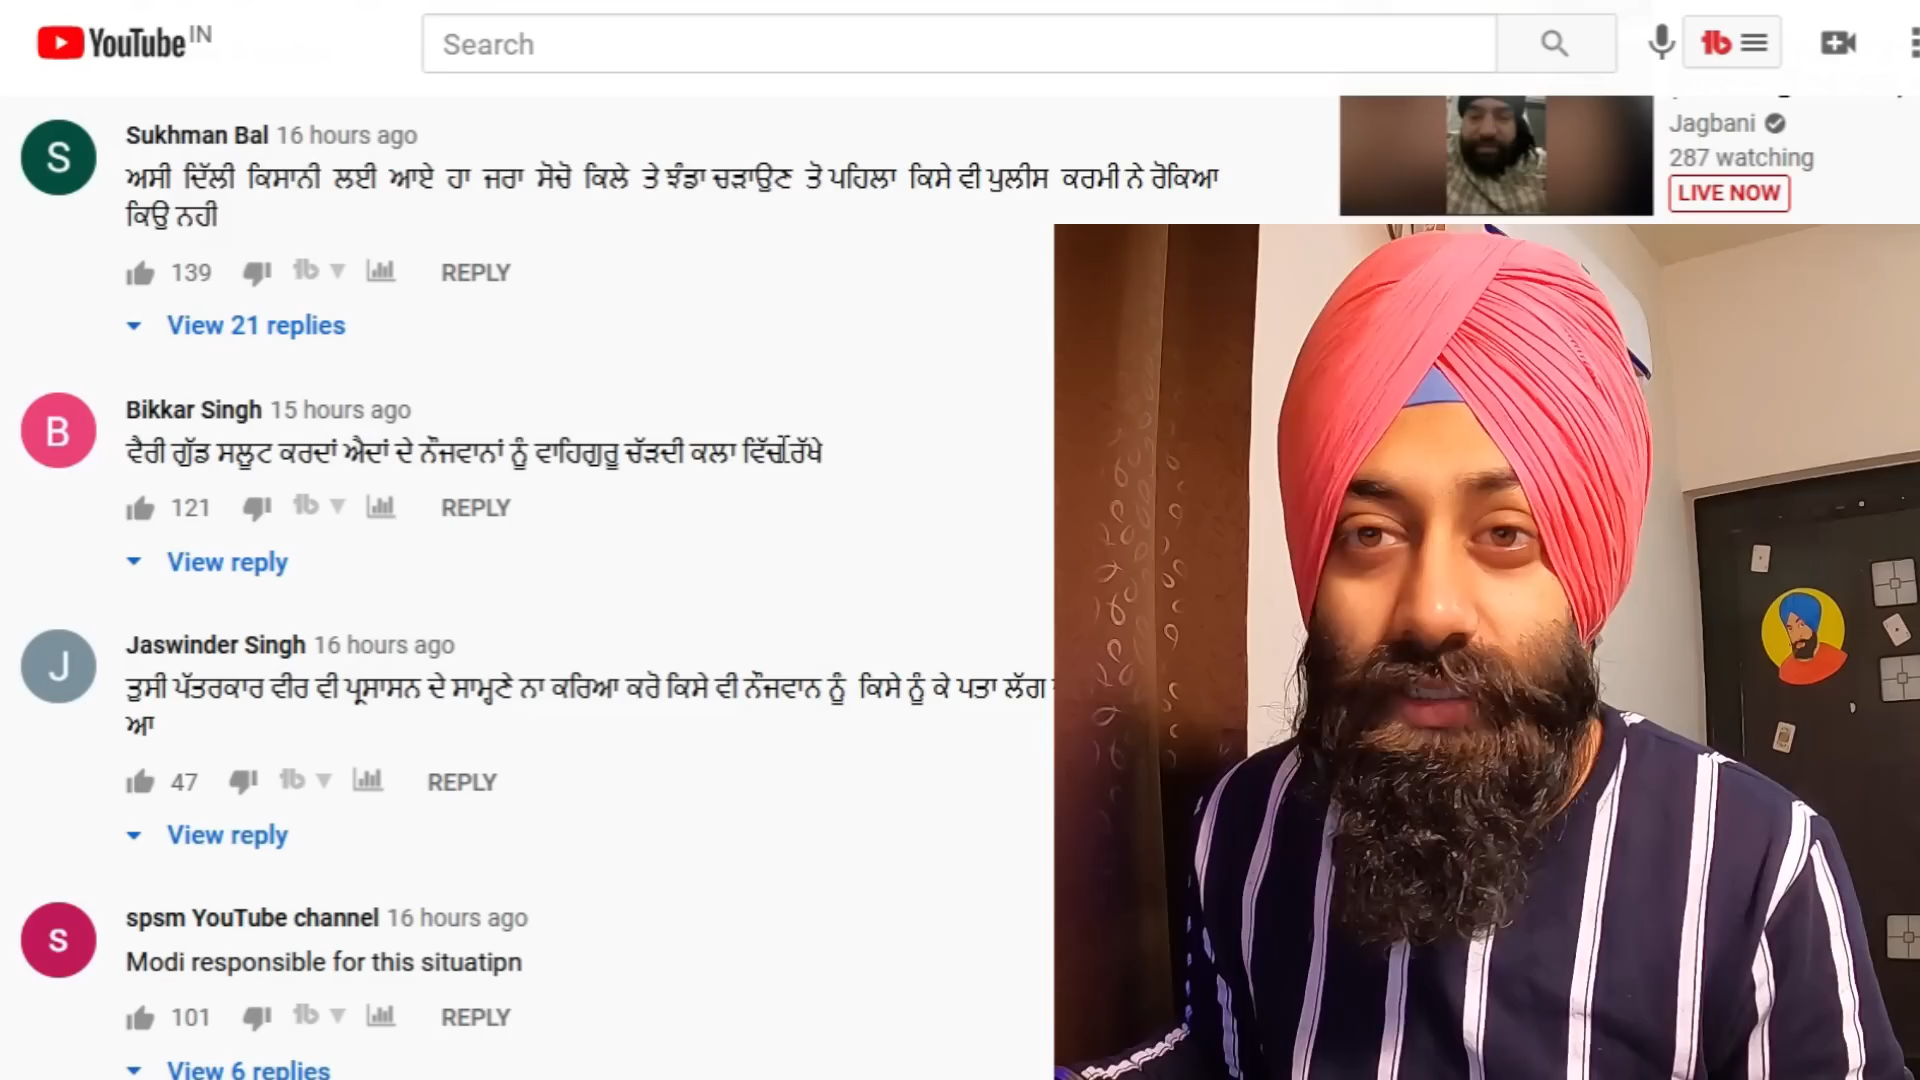 YouTube IN
Search
Jagbani
287 watching
LIVE NOW
Sukhman Bal 16 hours ago
ਅਸੀ ਦਿੱਲੀ ਕਿਸਾਨੀ ਲਈ ਆਏ ਹਾ ਜਰਾ ਸੋਚੋ ਕਿਲੇ ਤੇ ਝੰਡਾ ਚੜਾਉਣ ਤੋ ਪਹਿਲਾ ਕਿਸੇ ਵੀ ਪੁਲੀਸ ਕਰਮੀ ਨੇ ਰੋਕਿਆ
ਕਿਉ ਨਹੀ
139 REPLY
View 21 replies
Bikkar Singh 15 hours ago
ਵੈਰੀ ਗੁੱਡ ਸਲੂਟ ਕਰਦਾਂ ਐਦਾਂ ਦੇ ਨੌਜਵਾਨਾਂ ਨੂੰ ਵਾਹਿਗੁਰੂ ਚੱੜਦੀ ਕਲਾ ਵਿੱਚ ਰੱਖੇ
121 REPLY
View reply
Jaswinder Singh 16 hours ago
ਤੁਸੀ ਪੱਤਰਕਾਰ ਵੀਰ ਵੀ ਪ੍ਰਸਾਸਨ ਦੇ ਸਾਮ੍ਹਣੇ ਨਾ ਕਰਿਆ ਕਰੋ ਕਿਸੇ ਵੀ ਨੌਜਵਾਨ ਨੂੰ ਕਿਸੇ ਨੂੰ ਕੇ ਪਤਾ ਲੱਗ
ਆ
47 REPLY
View reply
spsm YouTube channel 16 hours ago
Modi responsible for this situatipn
101 REPLY
View 6 replies